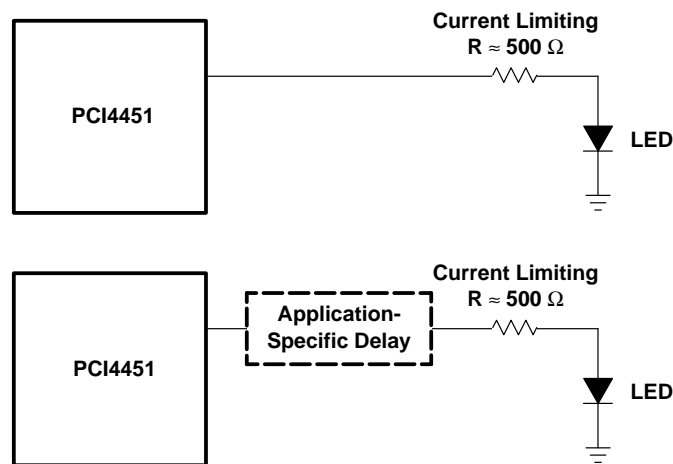 Current Limiting
R ≈ 500 Ω
PCI4451
LED
Current Limiting
R ≈ 500 Ω
Application-
Specific Delay
PCI4451
LED